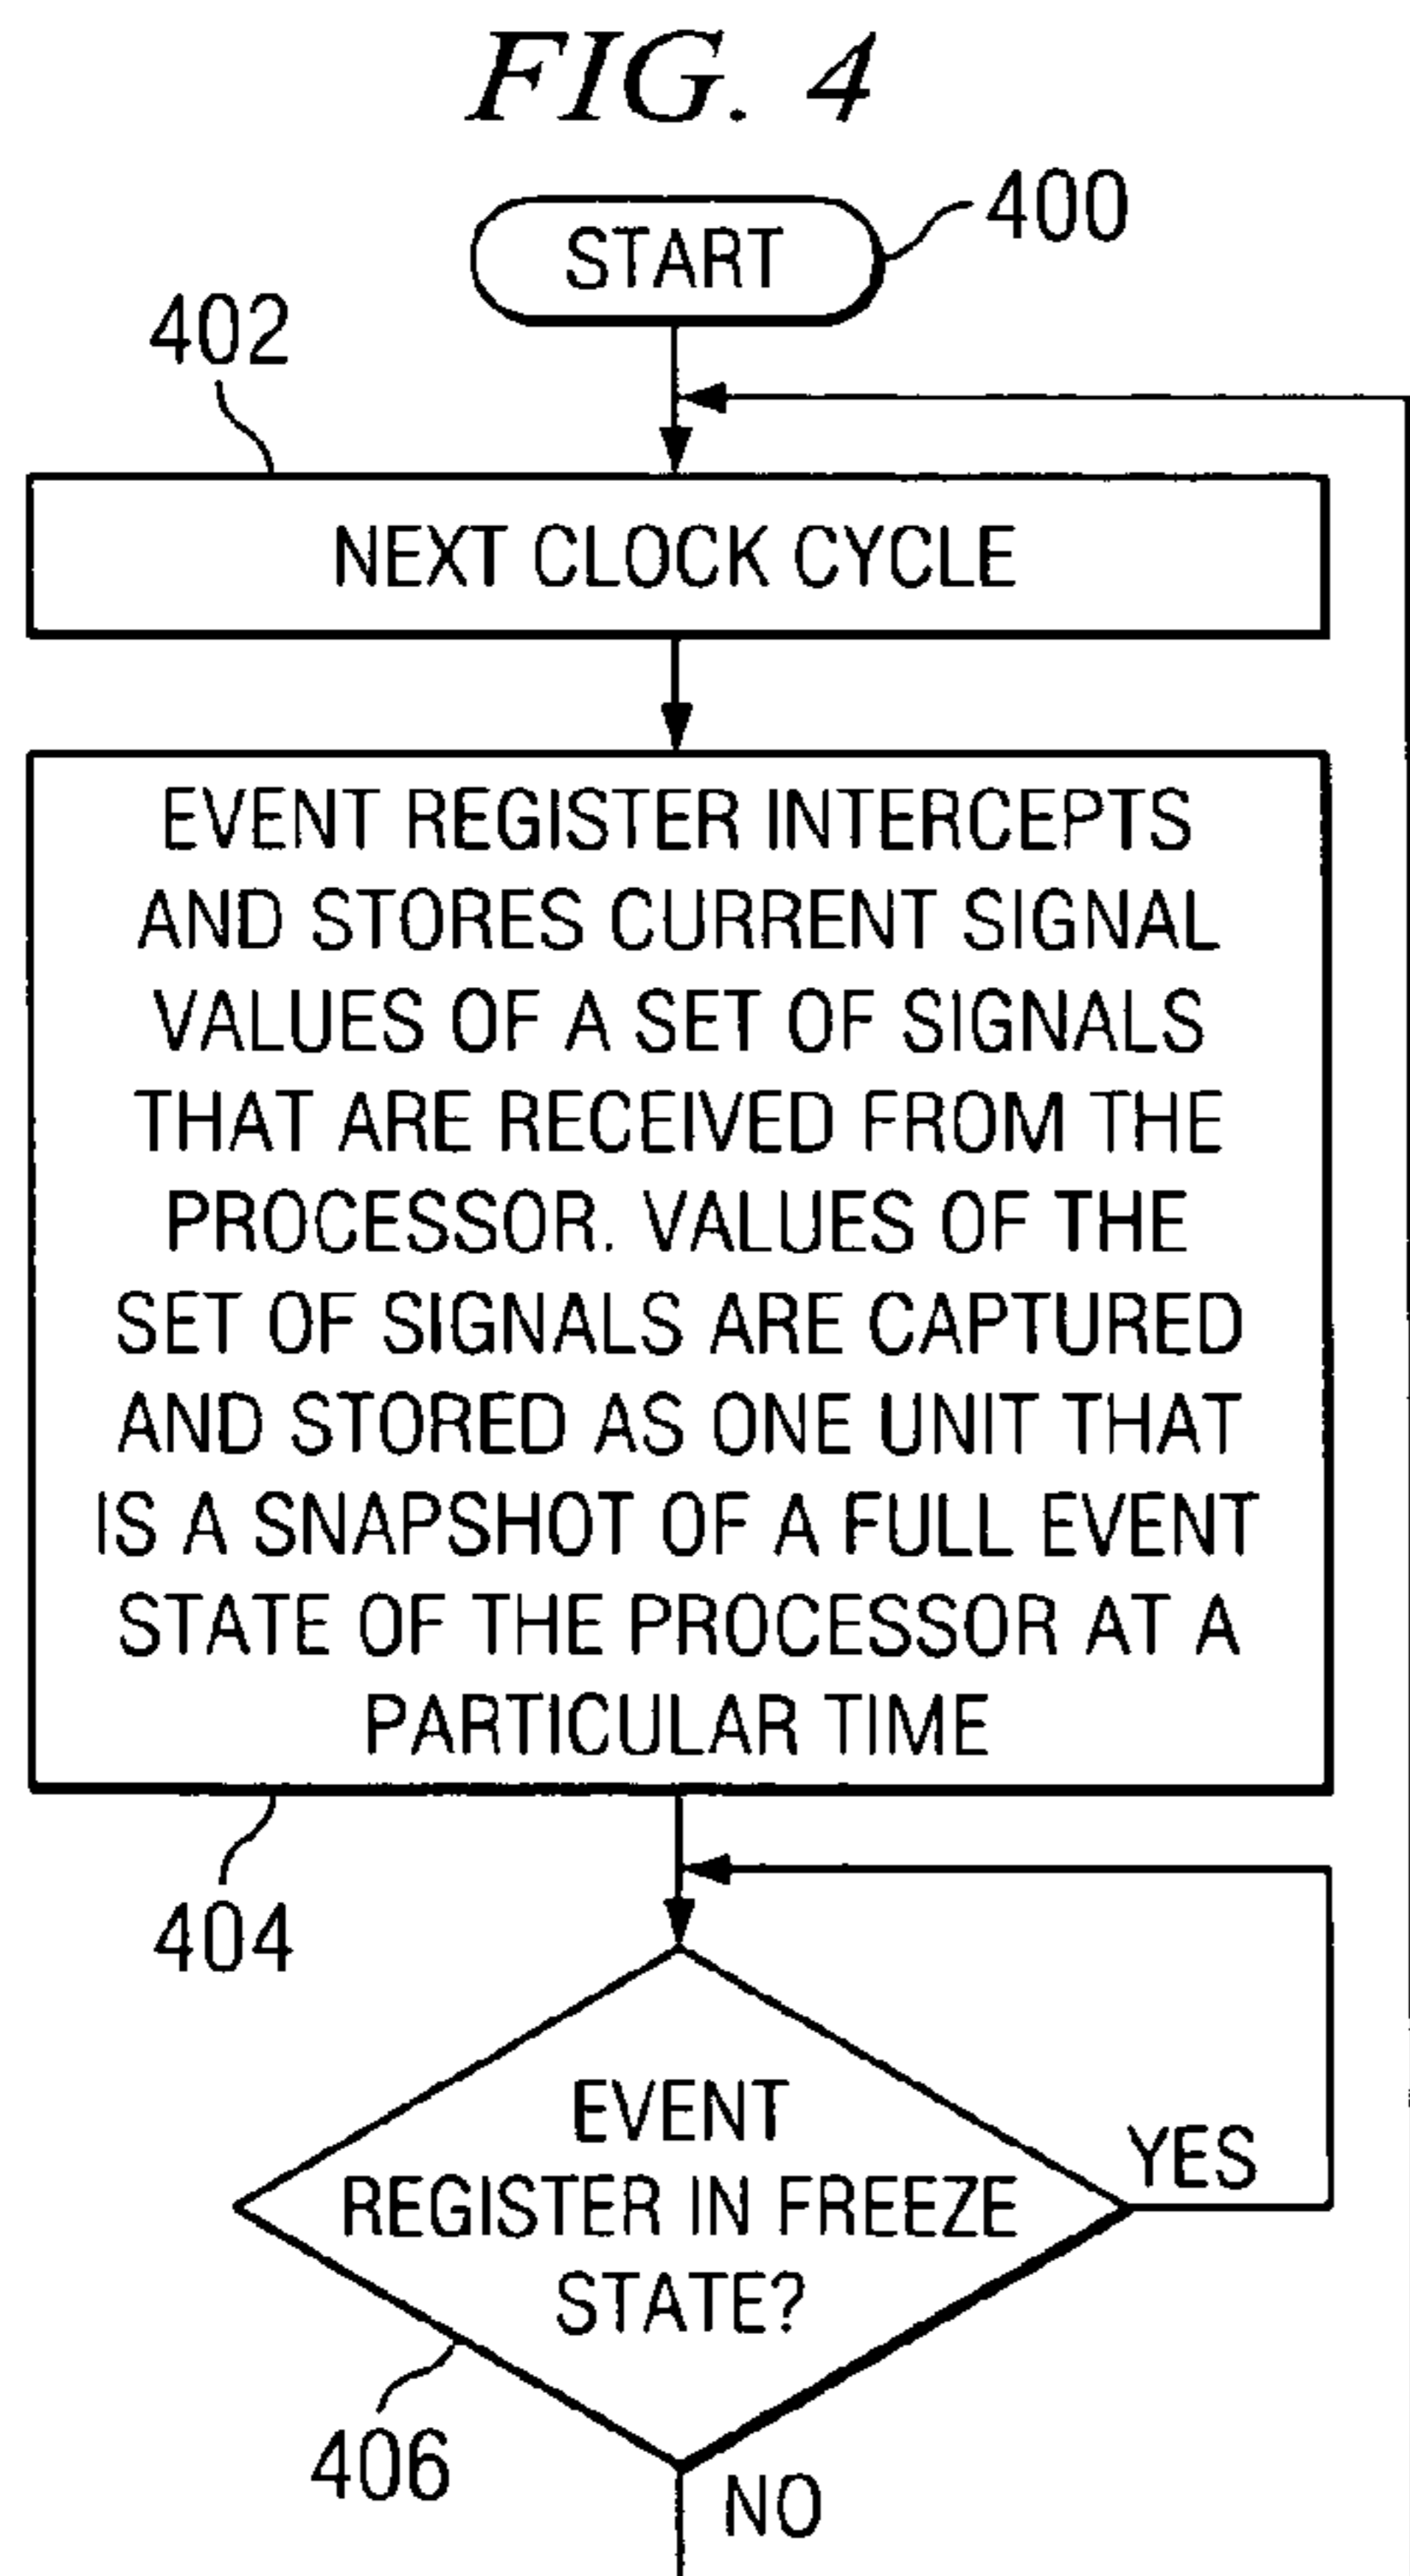 FIG. 4
START
400
402
NEXT CLOCK CYCLE
EVENT REGISTER INTERCEPTS
AND STORES CURRENT SIGNAL
VALUES OF A SET OF SIGNALS
THAT ARE RECEIVED FROM THE
PROCESSOR. VALUES OF THE
SET OF SIGNALS ARE CAPTURED
AND STORED AS ONE UNIT THAT
IS A SNAPSHOT OF A FULL EVENT
STATE OF THE PROCESSOR AT A
PARTICULAR TIME
404
EVENT
REGISTER IN FREEZE
STATE?
YES
406
NO